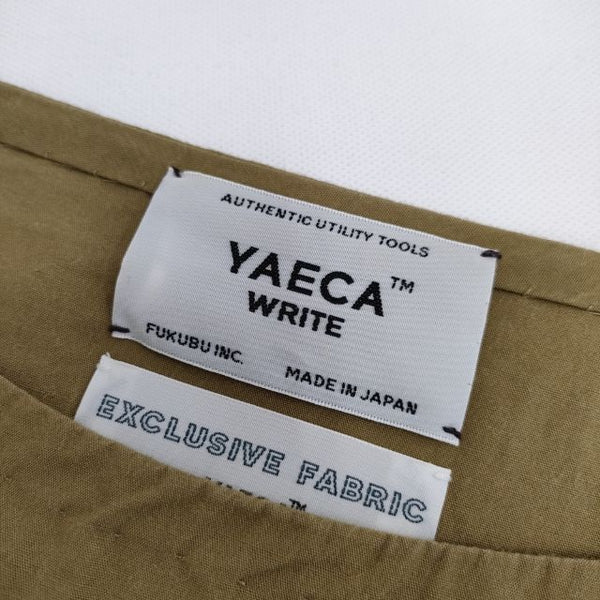 AUTHENTIC UTILITY TOOLS
YAECA™
WRITE
FUKUBU INC.
MADE IN JAPAN
EXCLUSIVE FABRIC